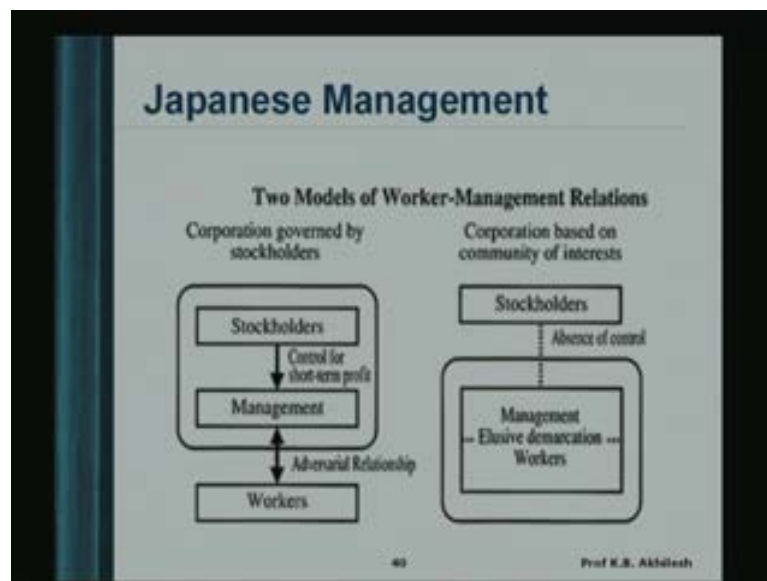 Japanese Management
Two Models of Worker-Management Relations
Corporation governed by
stockholders
Stockholders
Control for
short-term profit
Management
Adversarial Relationship
Workers
Corporation based on
community of interests
Stockholders
Absence of control
Management
... Elusive demarcation ...
Workers
40
Prof K.B. Akhilesh